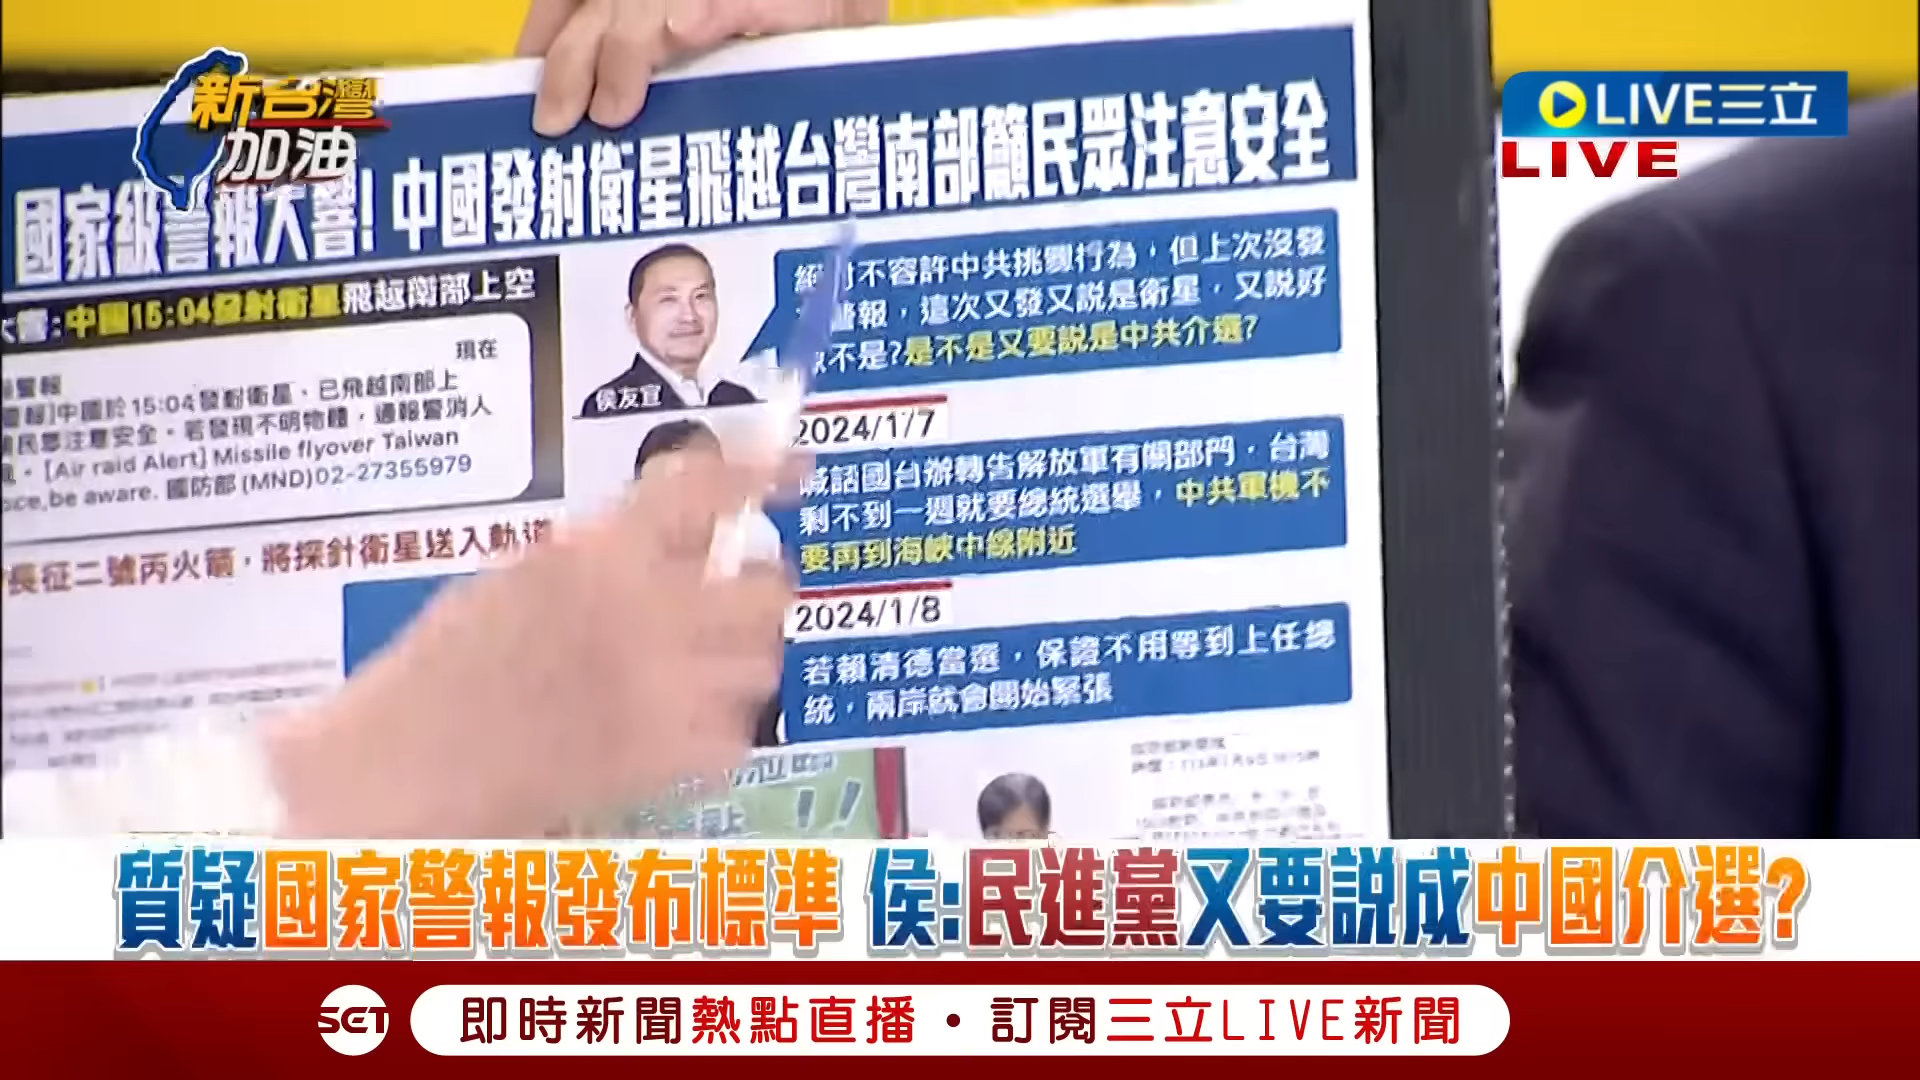 新台灣
加油
LIVE三立
LIVE
國家級警報大響! 中國發射衛星飛越台灣南部籲民眾注意安全
中國15:04發射衛星飛越南部上空
現在
警報
警報]中國於15:04發射衛星、已飛越南部上
民眾注意安全。若發現不明物體，通報警消人
[Air raid Alert] Missile flyover Taiwan
be aware. 國防部(MND)02-27355979
長征二號丙火箭，將探針衛星送入軌道
侯友宜
不容許中共挑釁行為，但上次沒發
警報，這次又發又說是衛星，又說好
不是?是不是又要說是中共介選?
2024/1/7
喊話國台辦轉告解放軍有關部門，台灣
剩不到一週就要總統選舉，中共軍機不
要再到海峽中線附近
2024/1/8
若賴清德當選，保證不用等到上任總
統，兩岸就會開始緊張
質疑國家警報發布標準 侯:民進黨又要説成中國介選?
SET 即時新聞熱點直播・訂閱三立LIVE新聞